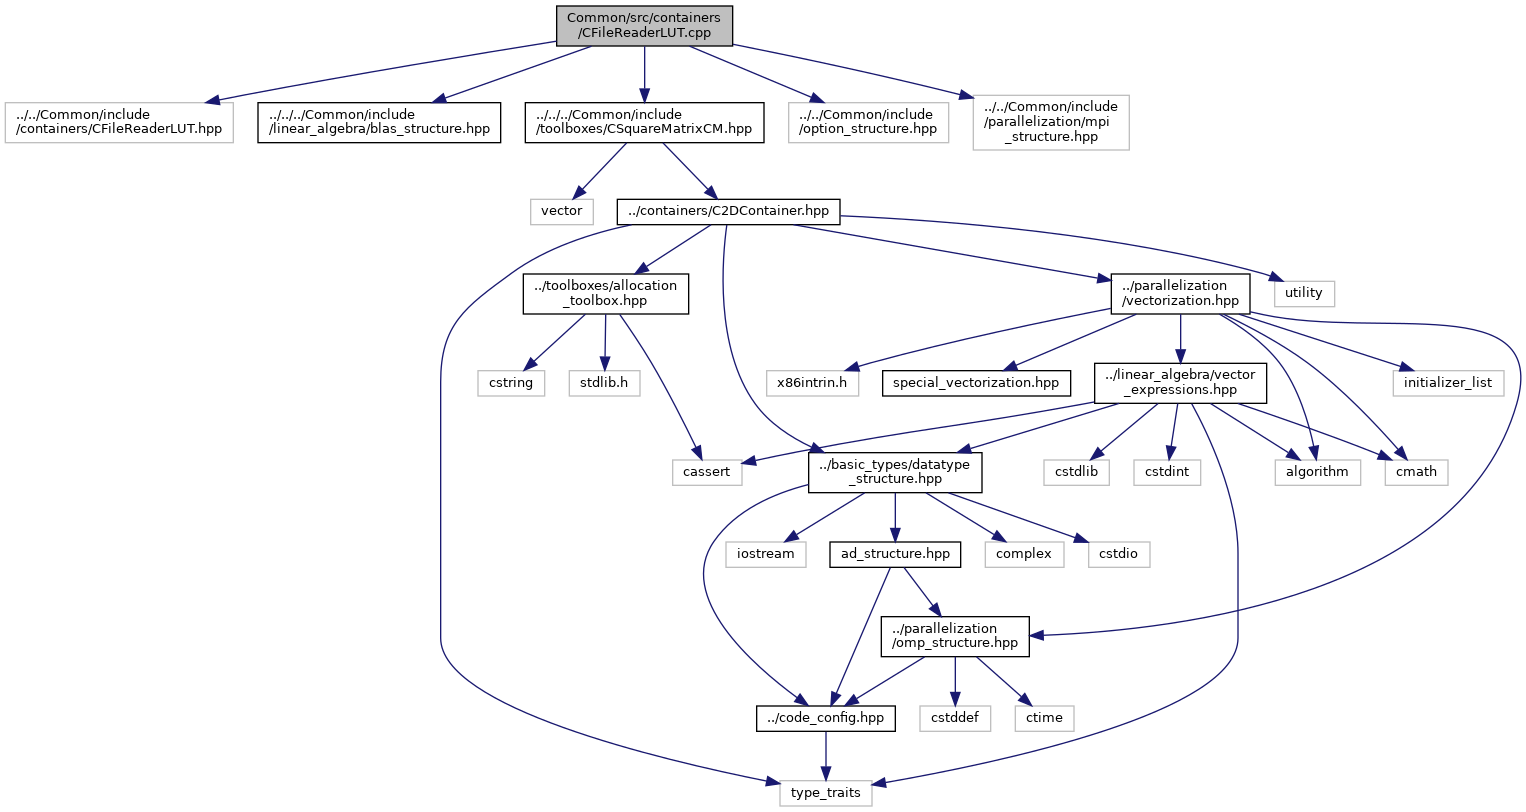 Common/src/containers
/CFileReaderLUT.cpp
../../Common/include
/containers/CFileReaderLUT.hpp
../../../Common/include
/linear_algebra/blas_structure.hpp
../../../Common/include
/toolboxes/CSquareMatrixCM.hpp
../../Common/include
/option_structure.hpp
../../Common/include
/parallelization/mpi
_structure.hpp
vector
../containers/C2DContainer.hpp
../toolboxes/allocation
_toolbox.hpp
../parallelization
/vectorization.hpp
utility
cstring
stdlib.h
x86intrin.h
special_vectorization.hpp
../linear_algebra/vector
_expressions.hpp
initializer_list
cassert
../basic_types/datatype
_structure.hpp
cstdlib
cstdint
algorithm
cmath
iostream
ad_structure.hpp
complex
cstdio
../parallelization
/omp_structure.hpp
../code_config.hpp
cstddef
ctime
type_traits